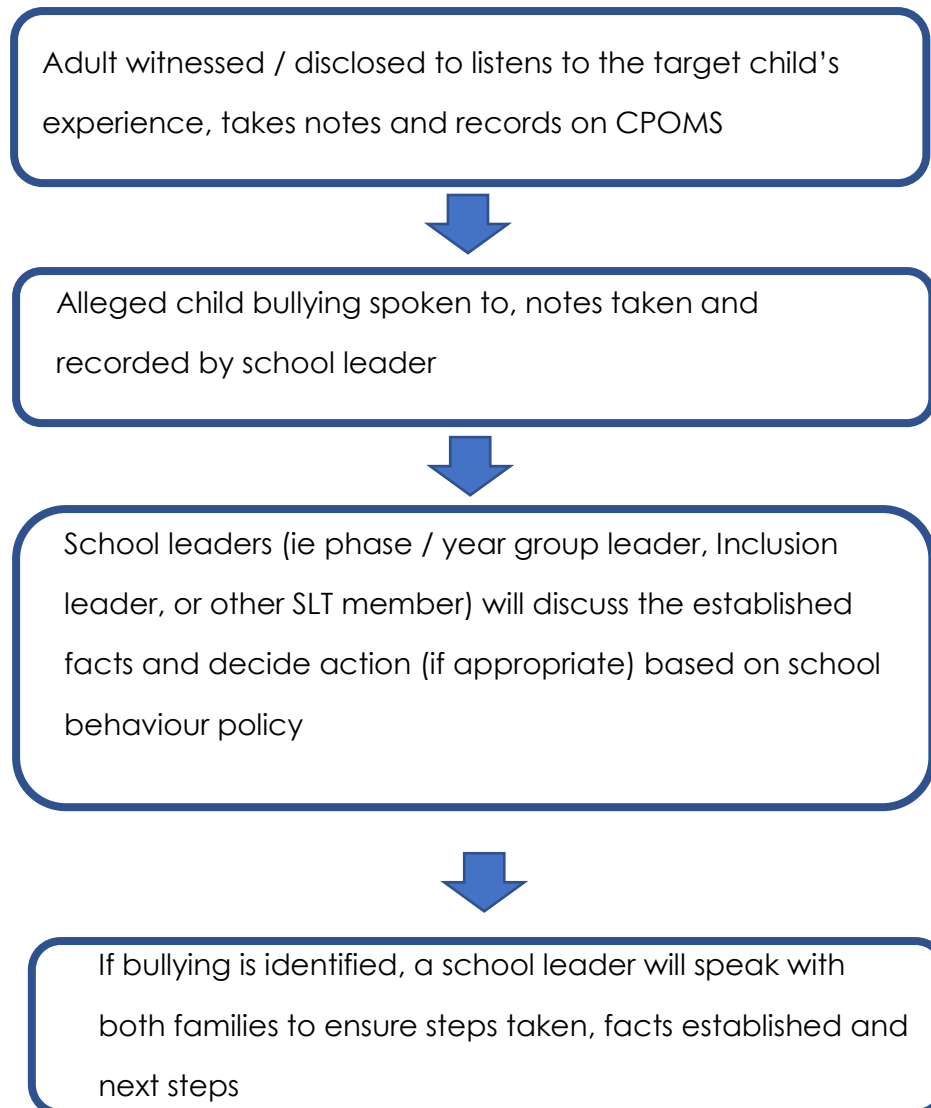 Adult witnessed / disclosed to listens to the target child’s
experience, takes notes and records on CPOMS
Alleged child bullying spoken to, notes taken and
recorded by school leader
School leaders (ie phase / year group leader, Inclusion
leader, or other SLT member) will discuss the established
facts and decide action (if appropriate) based on school
behaviour policy
If bullying is identified, a school leader will speak with
both families to ensure steps taken, facts established and
next steps